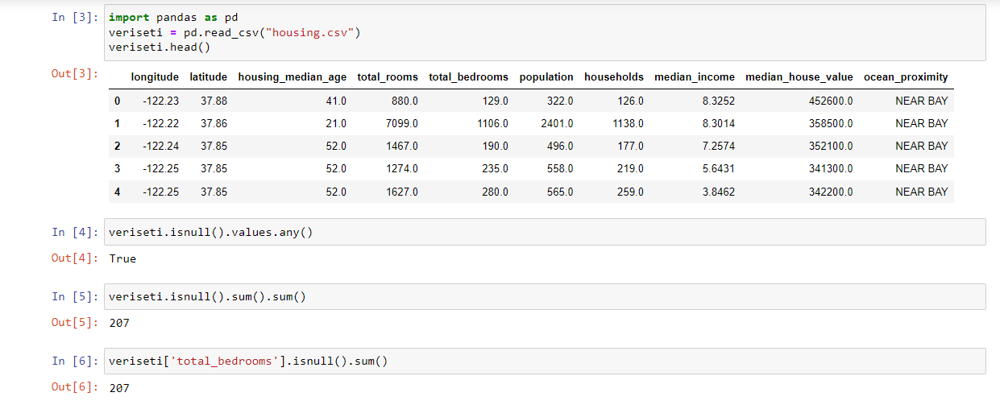 In [3]: import pandas as pd
veriseti = pd.read_csv("housing.csv")
veriseti.head()
Out[3]: longitude latitude housing_median_age total_rooms total_bedrooms population households median_income median_house_value ocean_proximity
0 -122.23 37.88 41.0 880.0 129.0 322.0 126.0 8.3252 452600.0 NEAR BAY
1 -122.22 37.86 21.0 7099.0 1106.0 2401.0 1138.0 8.3014 358500.0 NEAR BAY
2 -122.24 37.85 52.0 1467.0 190.0 496.0 177.0 7.2574 352100.0 NEAR BAY
3 -122.25 37.85 52.0 1274.0 235.0 558.0 219.0 5.6431 341300.0 NEAR BAY
4 -122.25 37.85 52.0 1627.0 280.0 565.0 259.0 3.8462 342200.0 NEAR BAY
In [4]: veriseti.isnull().values.any()
Out[4]: True
In [5]: veriseti.isnull().sum().sum()
Out[5]: 207
In [6]: veriseti['total_bedrooms'].isnull().sum()
Out[6]: 207